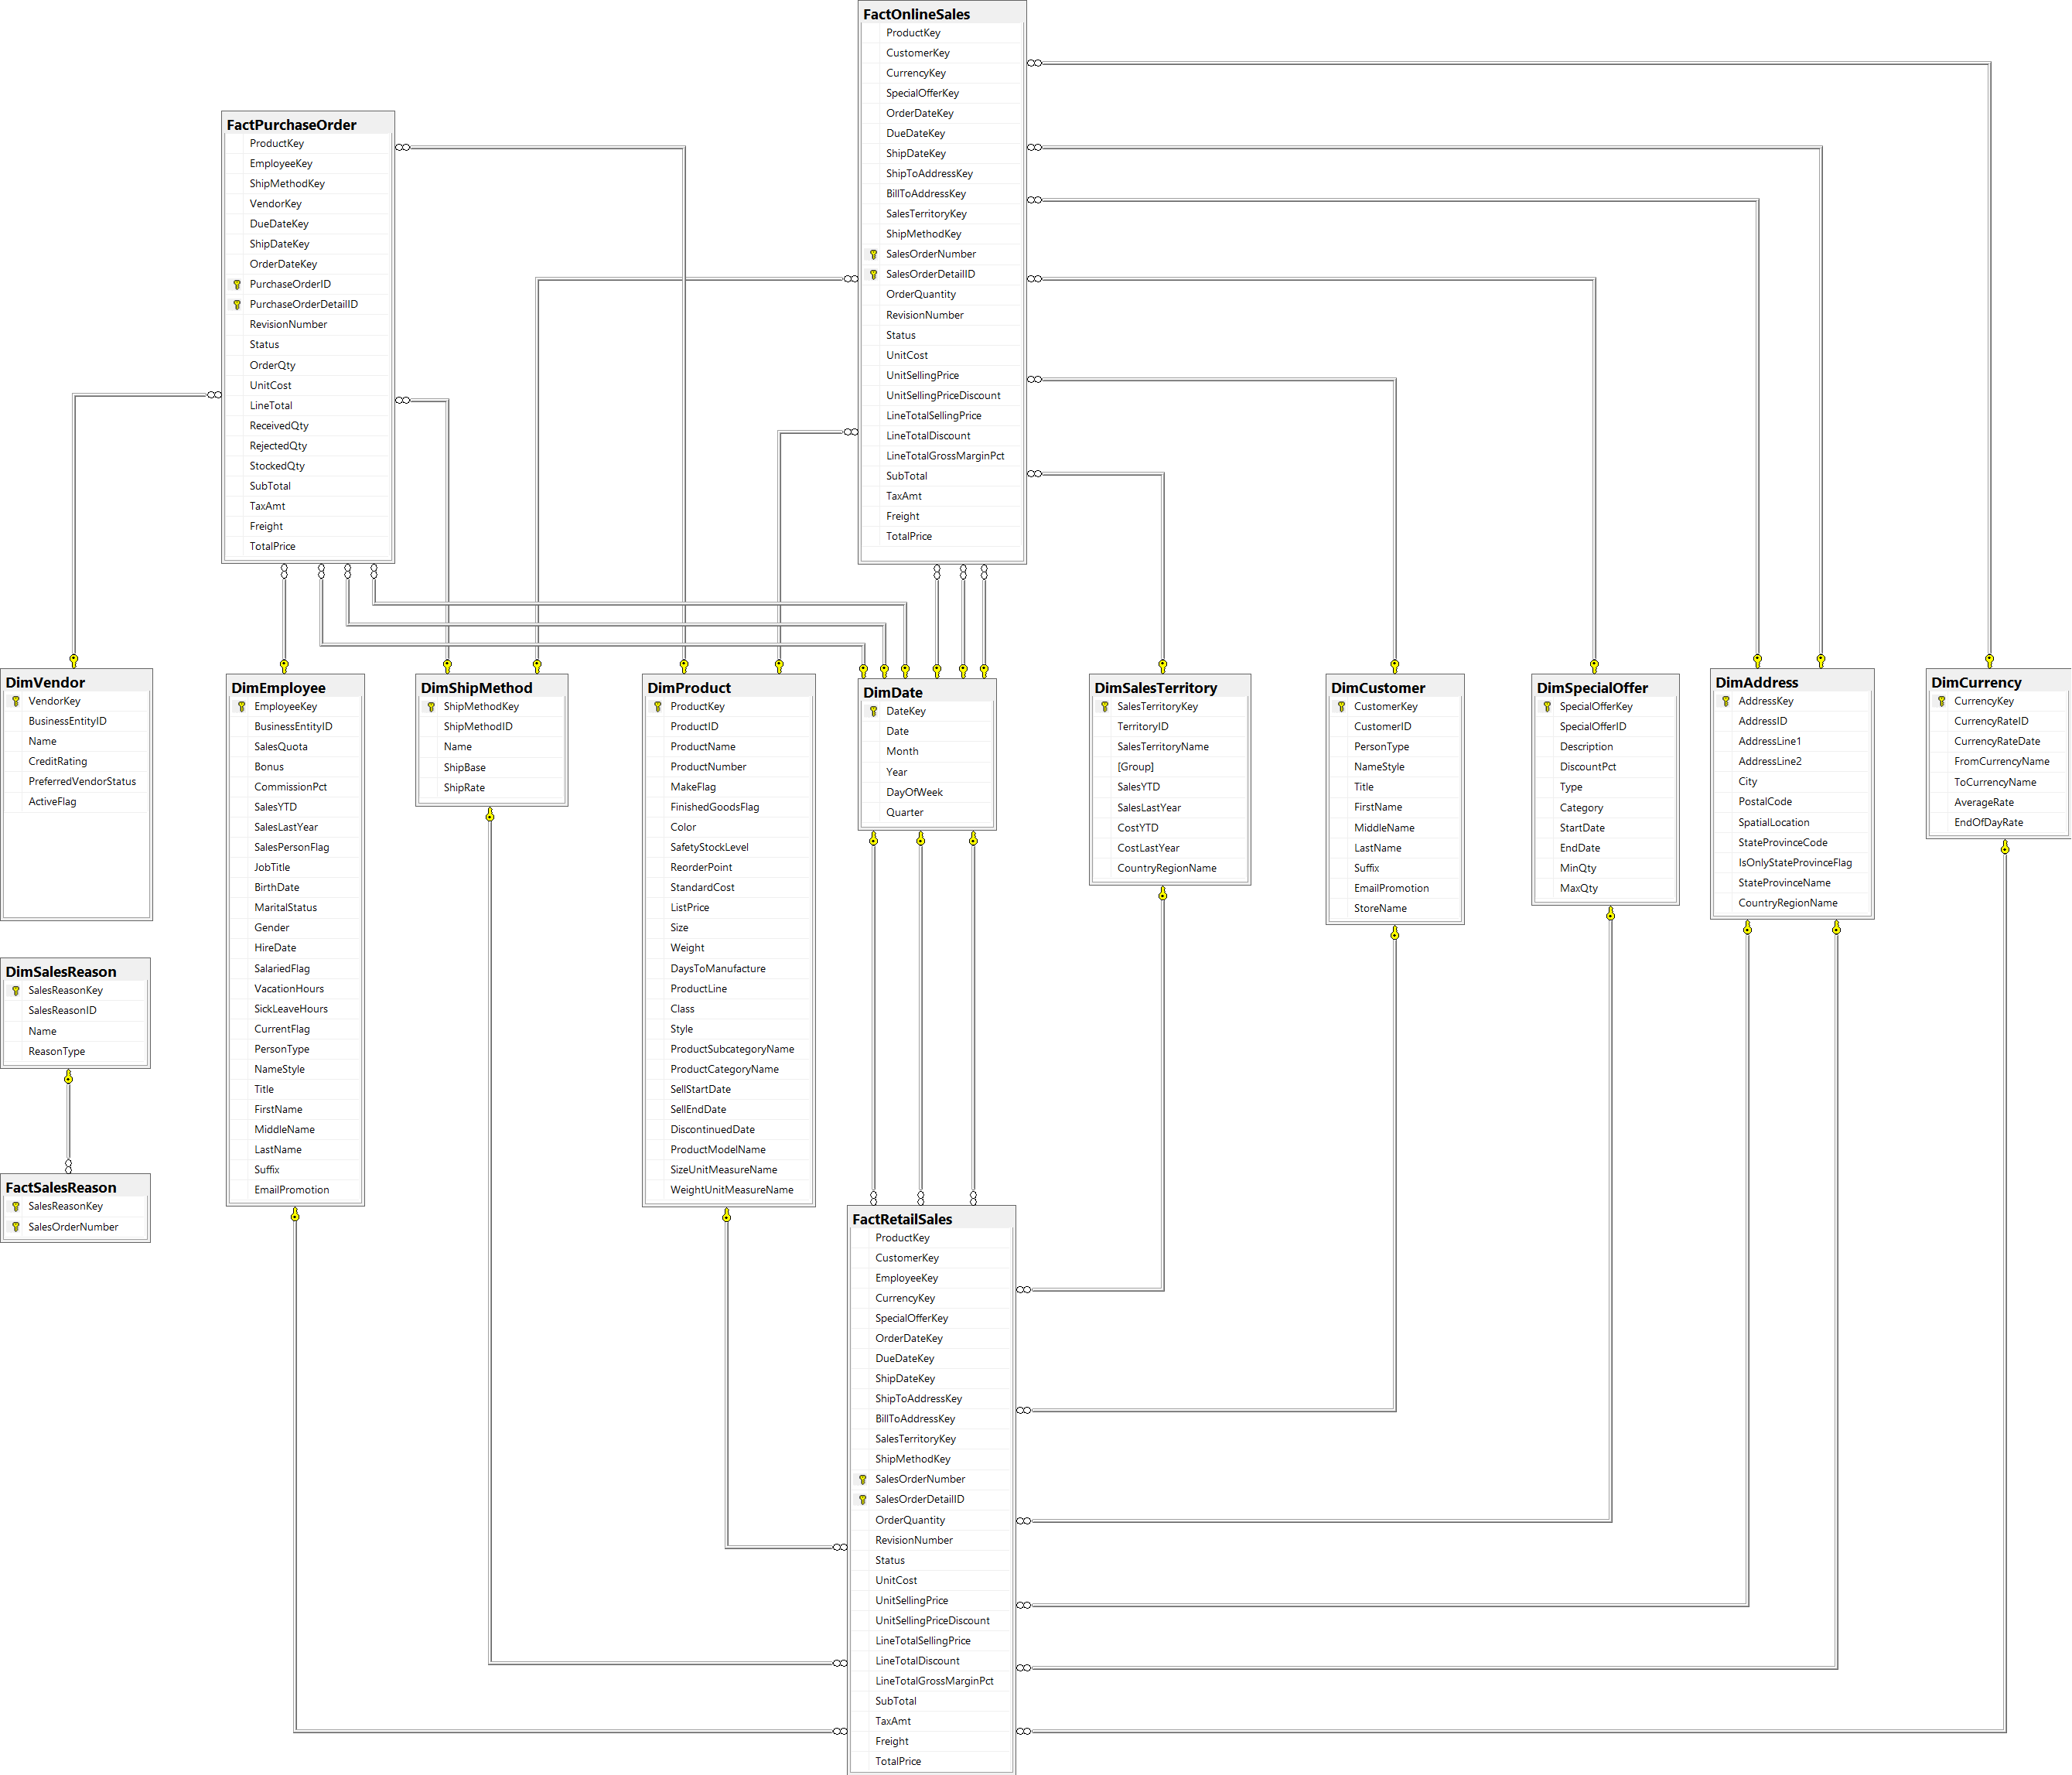 FactOnlineSales
ProductKey
CustomerKey
CurrencyKey
SpecialOfferKey
OrderDateKey
DueDateKey
ShipDateKey
ShipToAddressKey
BillToAddressKey
SalesTerritoryKey
ShipMethodKey
SalesOrderNumber
SalesOrderDetailID
OrderQuantity
RevisionNumber
Status
UnitCost
UnitSellingPrice
UnitSellingPriceDiscount
LineTotalSellingPrice
LineTotalDiscount
LineTotalGrossMarginPct
SubTotal
TaxAmt
Freight
TotalPrice
FactPurchaseOrder
ProductKey
EmployeeKey
ShipMethodKey
VendorKey
DueDateKey
ShipDateKey
OrderDateKey
PurchaseOrderID
PurchaseOrderDetailID
RevisionNumber
Status
OrderQty
UnitCost
LineTotal
ReceivedQty
RejectedQty
StockedQty
SubTotal
TaxAmt
Freight
TotalPrice
DimVendor
VendorKey
BusinessEntityID
Name
CreditRating
PreferredVendorStatus
ActiveFlag
DimEmployee
EmployeeKey
BusinessEntityID
SalesQuota
Bonus
CommissionPct
SalesYTD
SalesLastYear
SalesPersonFlag
JobTitle
BirthDate
MaritalStatus
Gender
HireDate
SalariedFlag
VacationHours
SickLeaveHours
CurrentFlag
PersonType
NameStyle
Title
FirstName
MiddleName
LastName
Suffix
EmailPromotion
DimShipMethod
ShipMethodKey
ShipMethodID
Name
ShipBase
ShipRate
DimProduct
ProductKey
ProductID
ProductName
ProductNumber
MakeFlag
FinishedGoodsFlag
Color
SafetyStockLevel
ReorderPoint
StandardCost
ListPrice
Size
Weight
DaysToManufacture
ProductLine
Class
Style
ProductSubcategoryName
ProductCategoryName
SellStartDate
SellEndDate
DiscontinuedDate
ProductModelName
SizeUnitMeasureName
WeightUnitMeasureName
DimDate
DateKey
Date
Month
Year
DayOfWeek
Quarter
DimSalesTerritory
SalesTerritoryKey
TerritoryID
SalesTerritoryName
[Group]
SalesYTD
SalesLastYear
CostYTD
CostLastYear
CountryRegionName
DimCustomer
CustomerKey
CustomerID
PersonType
NameStyle
Title
FirstName
MiddleName
LastName
Suffix
EmailPromotion
StoreName
DimSpecialOffer
SpecialOfferKey
SpecialOfferID
Description
DiscountPct
Type
Category
StartDate
EndDate
MinQty
MaxQty
DimAddress
AddressKey
AddressID
AddressLine1
AddressLine2
City
PostalCode
SpatialLocation
StateProvinceCode
IsOnlyStateProvinceFlag
StateProvinceName
CountryRegionName
DimCurrency
CurrencyKey
CurrencyRateID
CurrencyRateDate
FromCurrencyName
ToCurrencyName
AverageRate
EndOfDayRate
DimSalesReason
SalesReasonKey
SalesReasonID
Name
ReasonType
FactSalesReason
SalesReasonKey
SalesOrderNumber
FactRetailSales
ProductKey
CustomerKey
EmployeeKey
CurrencyKey
SpecialOfferKey
OrderDateKey
DueDateKey
ShipDateKey
ShipToAddressKey
BillToAddressKey
SalesTerritoryKey
ShipMethodKey
SalesOrderNumber
SalesOrderDetailID
OrderQuantity
RevisionNumber
Status
UnitCost
UnitSellingPrice
UnitSellingPriceDiscount
LineTotalSellingPrice
LineTotalDiscount
LineTotalGrossMarginPct
SubTotal
TaxAmt
Freight
TotalPrice